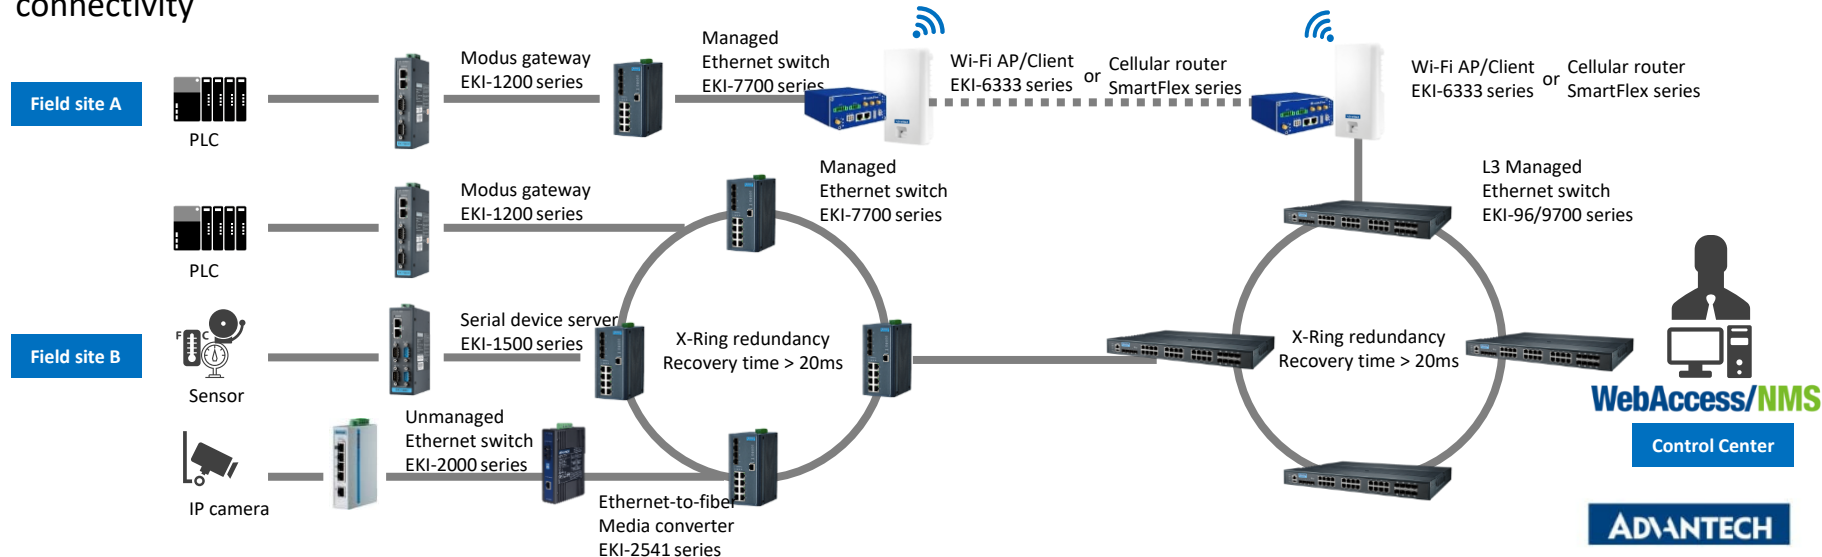 connectivity
Field site A
PLC
Modus gateway
EKI-1200 series
Managed
Ethernet switch
EKI-7700 series
Wi-Fi AP/Client
EKI-6333 series
or
Cellular router
SmartFlex series
Wi-Fi AP/Client
EKI-6333 series
or
Cellular router
SmartFlex series
PLC
Modus gateway
EKI-1200 series
Managed
Ethernet switch
EKI-7700 series
L3 Managed
Ethernet switch
EKI-96/9700 series
Field site B
F C
Sensor
Serial device server
EKI-1500 series
X-Ring redundancy
Recovery time > 20ms
X-Ring redundancy
Recovery time > 20ms
WebAccess/NMS
Control Center
IP camera
Unmanaged
Ethernet switch
EKI-2000 series
Ethernet-to-fiber
Media converter
EKI-2541 series
ADVANTECH